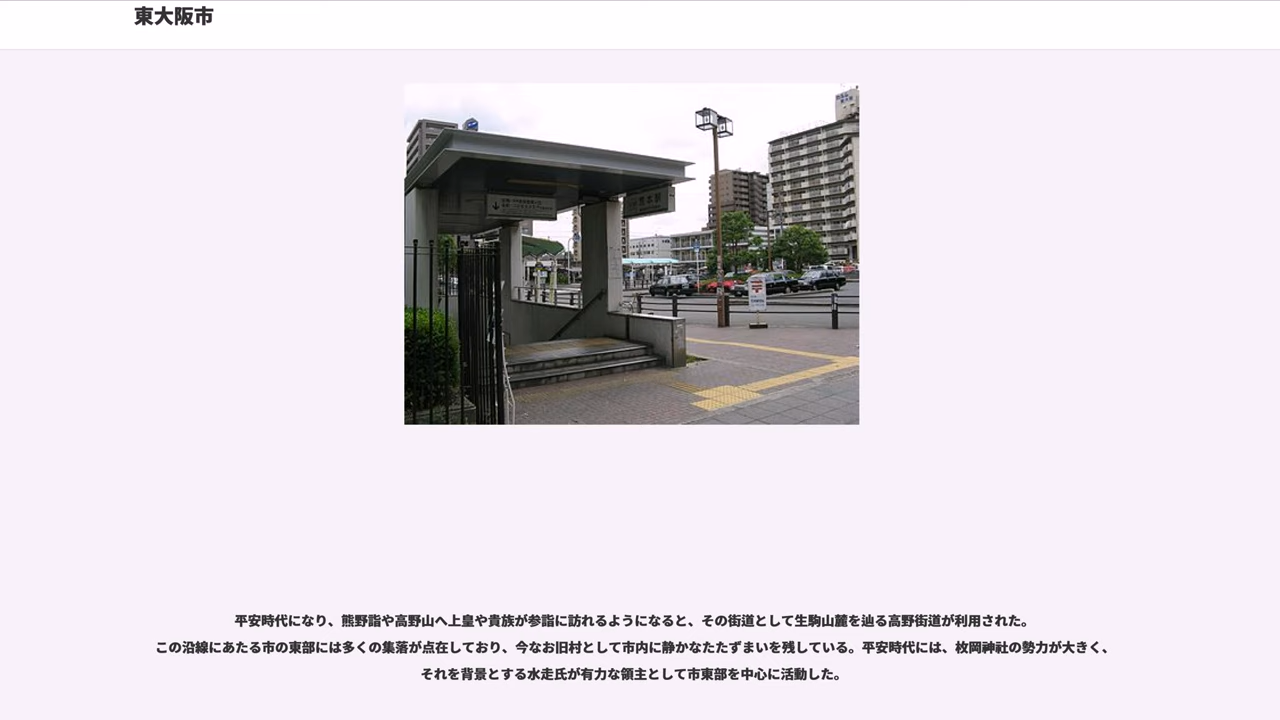 東大阪市
平安時代になり、熊野詣や高野山へ上皇や貴族が参詣に訪れるようになると、その街道として生駒山麓を辿る高野街道が利用された。
この沿線にあたる市の東部には多くの集落が点在しており、今なお旧村として市内に静かなたたずまいを残している。平安時代には、枚岡神社の勢力が大きく、
それを背景とする水走氏が有力な領主として市東部を中心に活動した。